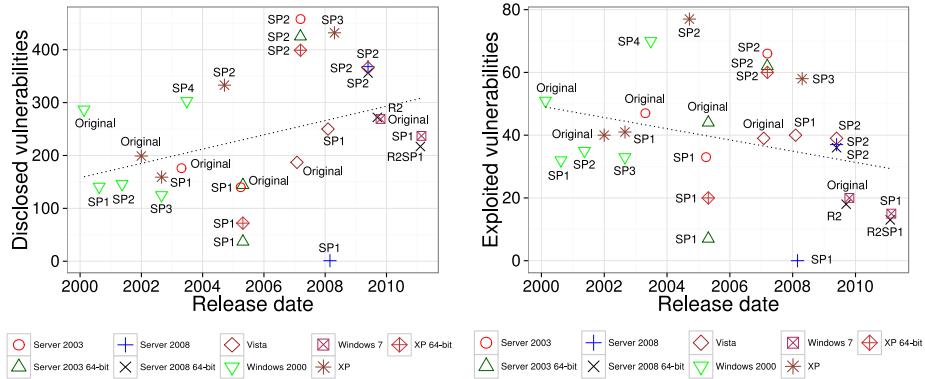 Disclosed vulnerabilities
400
300
200
100
0
SP2
SP2
SP2
SP3
SP2
SP2
SP2
SP4
SP2
Original
Original
Original
SP1
SP2
SP3
SP1
SP1
Original
SP1
SP1
SP1
Original
R2
Original
SP1
R2SP1
SP1
2000 2002 2004 2006 2008 2010
Release date
Server 2003
Server 2008
Vista
Windows 7
XP 64-bit
Server 2003 64-bit
Server 2008 64-bit
Windows 2000
XP
Exploited vulnerabilities
80
60
40
20
0
SP2
SP4
SP2
SP2
SP2
SP3
Original
Original
Original
Original
SP1
SP1
SP2
SP3
SP1
Original
SP1
SP2
SP2
SP2
SP1
SP1
Original
R2
SP1
R2SP1
SP1
2000 2002 2004 2006 2008 2010
Release date
Server 2003
Server 2008
Vista
Windows 7
XP 64-bit
Server 2003 64-bit
Server 2008 64-bit
Windows 2000
XP